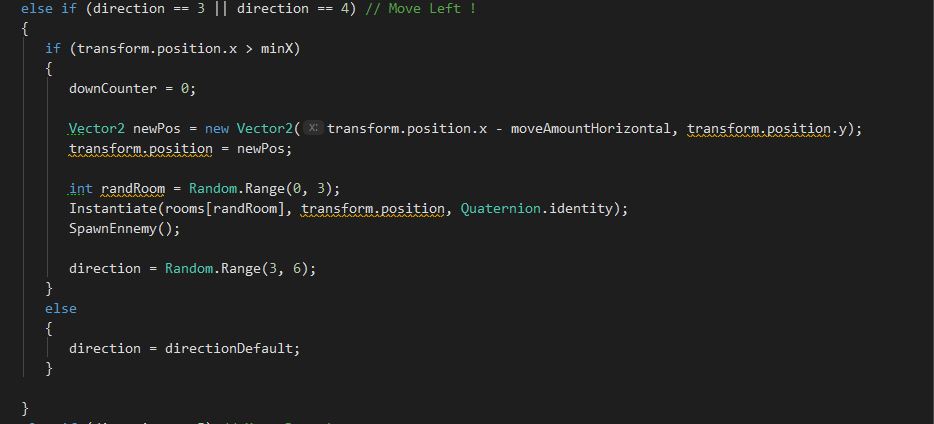 else if (direction == 3 || direction == 4) // Move Left !
{
if (transform.position.x > minX)
{
downCounter = 0;
Vector2 newPos = new Vector2( x: transform.position.x - moveAmountHorizontal, transform.position.y);
transform.position = newPos;
int randRoom = Random.Range(0, 3);
Instantiate(rooms[randRoom], transform.position, Quaternion.identity);
SpawnEnnemy();
direction = Random.Range(3, 6);
}
else
{
direction = directionDefault;
}
}